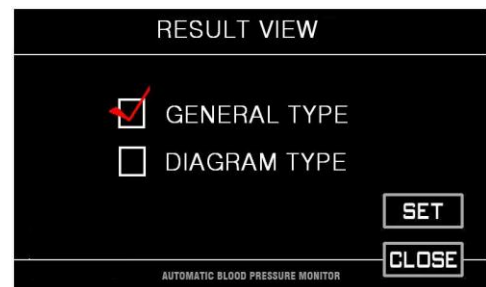 RESULT VIEW
GENERAL TYPE
DIAGRAM TYPE
SET
CLOSE
AUTOMATIC BLOOD PRESSURE MONITOR